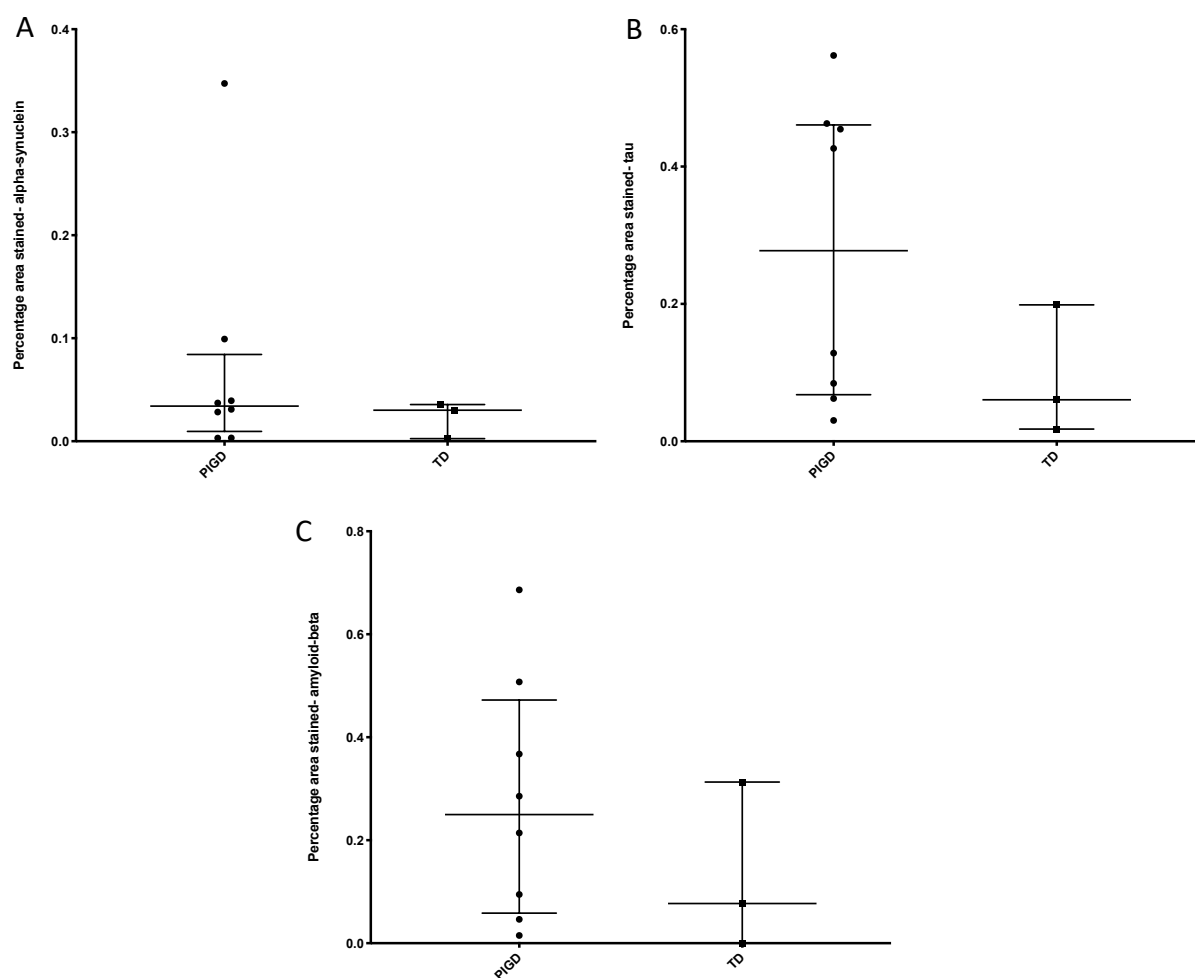 A
Percentage area stained- alpha-synuclein
0.4
0.3
0.2
0.1
0.0
PIGD
TD
B
Percentage area stained- tau
0.6
0.4
0.2
0.0
PIGD
TD
C
Percentage area stained- amyloid-beta
0.8
0.6
0.4
0.2
0.0
PIGD
TD